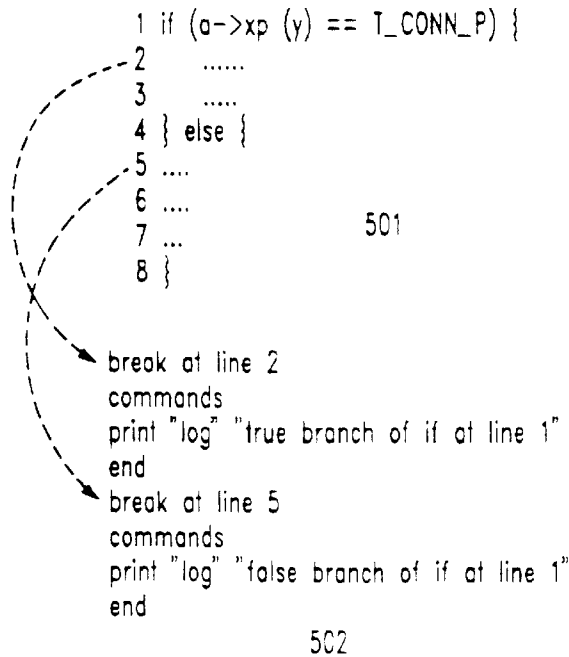 1 if (a->xp (y) == T_CONN_P) {
2 ......
3 .....
4 } else {
5 ....
6 ....
7 ...
8 }
501
break at line 2
commands
print "log" "true branch of if at line 1"
end
break at line 5
commands
print "log" "false branch of if at line 1"
end
502